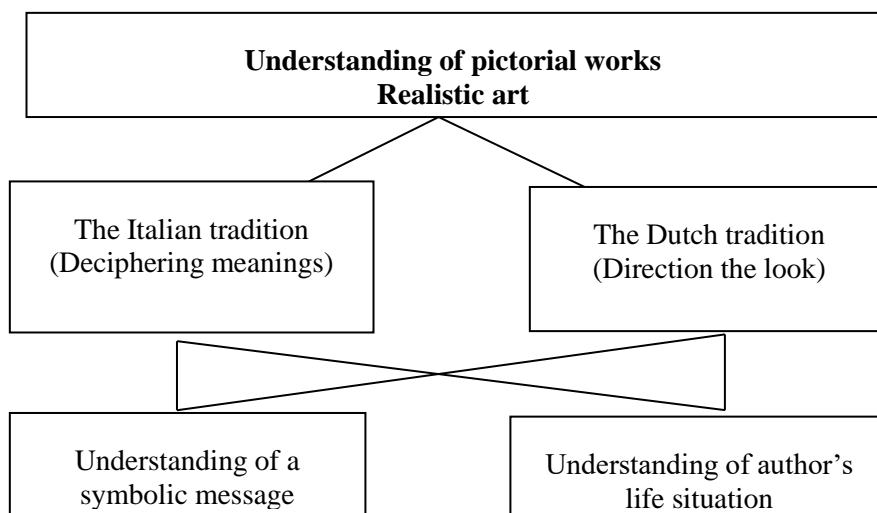 Understanding of pictorial works
Realistic art
The Italian tradition
(Deciphering meanings)
The Dutch tradition
(Direction the look)
Understanding of a
symbolic message
Understanding of author's
life situation